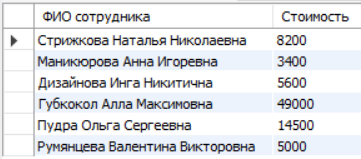 ФИО сотрудника Стоимость
Стрижкова Наталья Николаевна 8200
Маникюрова Анна Игоревна 3400
Дизайнова Инга Никитична 5600
Губкокол Алла Максимовна 49000
Пудра Ольга Сергеевна 14500
Румянцева Валентина Викторовна 5000